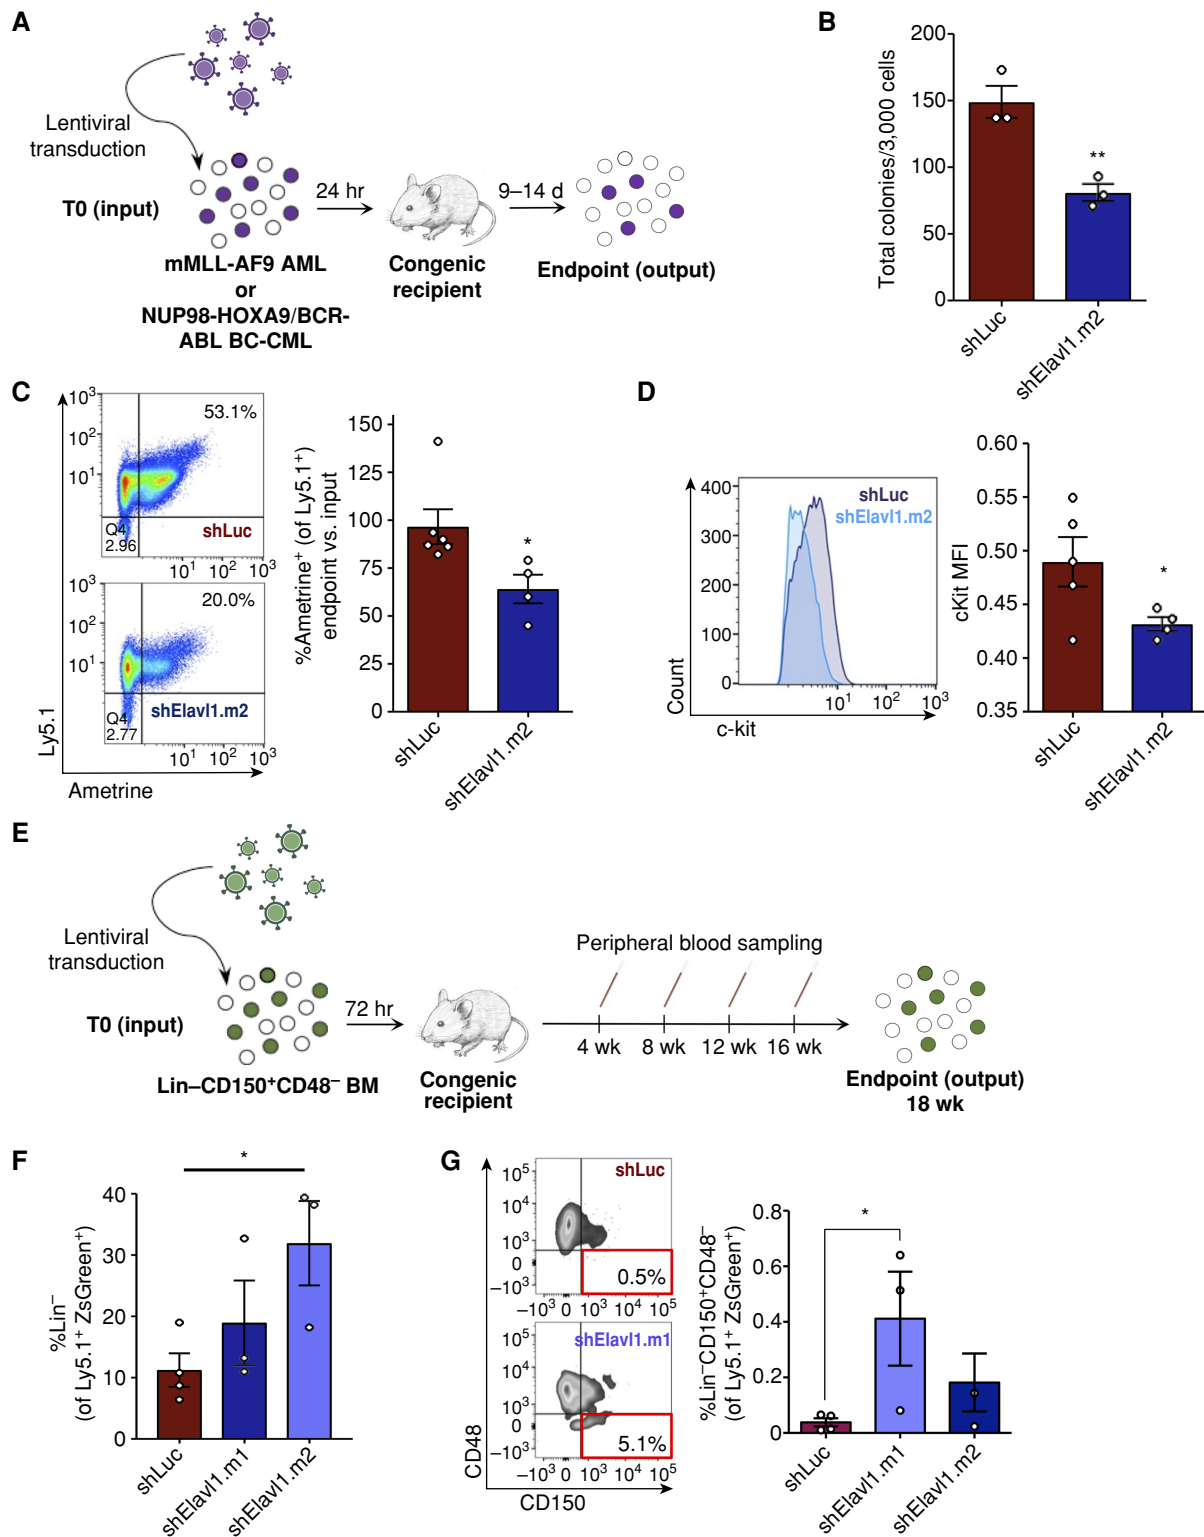 A
Lentiviral
transduction
T0 (input)
24 hr
9–14 d
mMLL-AF9 AML
or
NUP98-HOXA9/BCR-
ABL BC-CML
Congenic
recipient
Endpoint (output)
B
Total colonies/3,000 cells
200
150
100
50
0
**
shLuc
shElavl1.m2
C
Ly5.1
10³
10²
10¹
53.1%
Q4
2.96
shLuc
10¹ 10² 10³
10³
10²
10¹
20.0%
Q4
2.77
shElavl1.m2
10¹ 10² 10³
Ametrine
%Ametrine⁺ (of Ly5.1⁺)
endpoint vs. input
150
100
75
50
25
0
*
shLuc
shElavl1.m2
D
Count
400
300
200
100
0
shLuc
shElavl1.m2
10¹ 10² 10³
c-kit
cKit MFI
0.60
0.55
0.50
0.45
0.40
0.35
*
shLuc
shElavl1.m2
E
Lentiviral
transduction
T0 (input)
72 hr
Lin–CD150⁺CD48⁻ BM
Congenic
recipient
Peripheral blood sampling
4 wk 8 wk 12 wk 16 wk
Endpoint (output)
18 wk
F
%Lin⁻
(of Ly5.1⁺ ZsGreen⁺)
40
30
20
10
0
*
shLuc
shElavl1.m1
shElavl1.m2
G
CD48
10⁵
10⁴
10³
0
−10³
shLuc
0.5%
−10³ 0 10³ 10⁴ 10⁵
10⁵
10⁴
10³
0
−10³
shElavl1.m1
5.1%
−10³ 0 10³ 10⁴ 10⁵
CD150
%Lin⁻CD150⁺CD48⁻
(of Ly5.1⁺ ZsGreen⁺)
0.8
0.6
0.4
0.2
0
*
shLuc
shElavl1.m1
shElavl1.m2